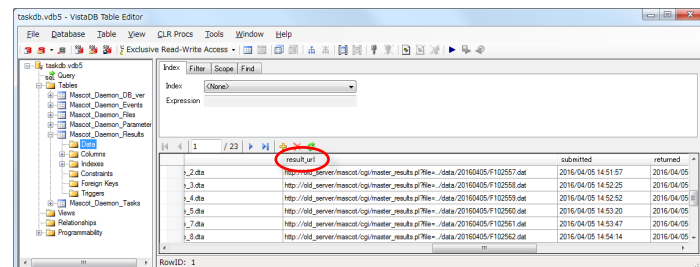 taskdb.vdb5 - VistaDB Table Editor
File Database Table View CLR Procs Tools Window Help
Exclusive Read-Write Access
taskdb.vdb5
Query
Tables
Mascot_Daemon_DB_ver
Mascot_Daemon_Events
Mascot_Daemon_Files
Mascot_Daemon_Parameter
Mascot_Daemon_Results
Data
Columns
Indexes
Constraints
Foreign Keys
Triggers
Mascot_Daemon_Tasks
Views
Relationships
Programmability
Index Filter Scope Find
Index <None>
Expression
1 / 23
result_url submitted returned
_2.dta http://old_server/mascot/cgi/master_results.pl?file=../data/20160405/F102557.dat 2016/04/05 14:51:57 2016/04/05
_3.dta http://old_server/mascot/cgi/master_results.pl?file=../data/20160405/F102558.dat 2016/04/05 14:52:25 2016/04/05
_4.dta http://old_server/mascot/cgi/master_results.pl?file=../data/20160405/F102559.dat 2016/04/05 14:52:52 2016/04/05
_5.dta http://old_server/mascot/cgi/master_results.pl?file=../data/20160405/F102560.dat 2016/04/05 14:53:20 2016/04/05
_7.dta http://old_server/mascot/cgi/master_results.pl?file=../data/20160405/F102561.dat 2016/04/05 14:53:47 2016/04/05
_8.dta http://old_server/mascot/cgi/master_results.pl?file=../data/20160405/F102562.dat 2016/04/05 14:54:14 2016/04/05
RowID: 1